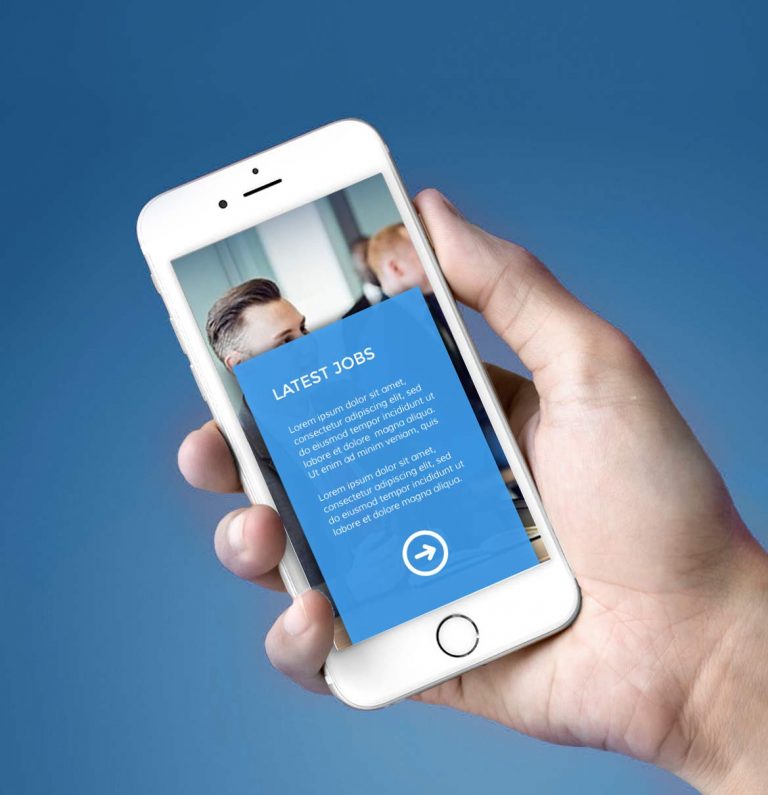 LATEST JOBS
Lorem ipsum dolor sit amet,
consectetur adipiscing elit, sed
do eiusmod tempor incididunt ut
labore et dolore magna aliqua.
Ut enim ad minim veniam, quis
Lorem ipsum dolor sit amet,
consectetur adipiscing elit, sed
do eiusmod tempor incididunt ut
labore et dolore magna aliqua.